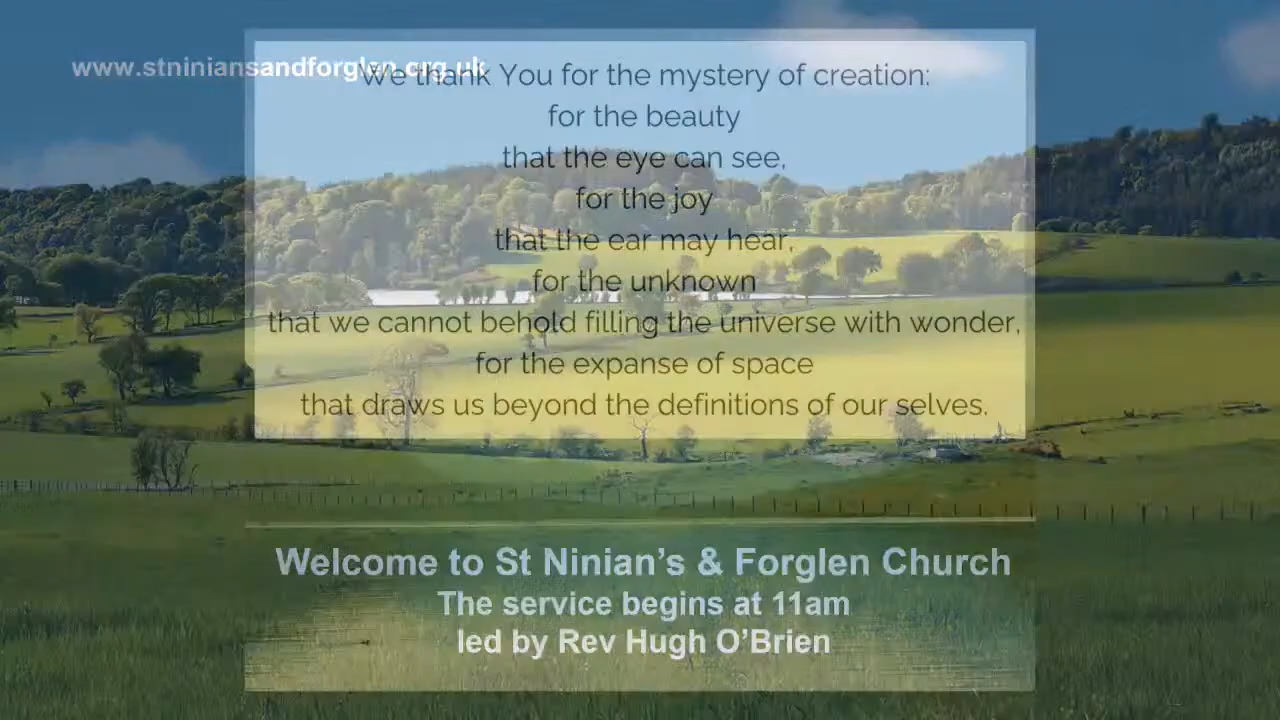 www.stniniansandforglen.org.uk
We thank You for the mystery of creation:
for the beauty
that the eye can see,
for the joy
that the ear may hear,
for the unknown
that we cannot behold filling the universe with wonder,
for the expanse of space
that draws us beyond the definitions of our selves.
Welcome to St Ninian’s & Forglen Church
The service begins at 11am
led by Rev Hugh O’Brien